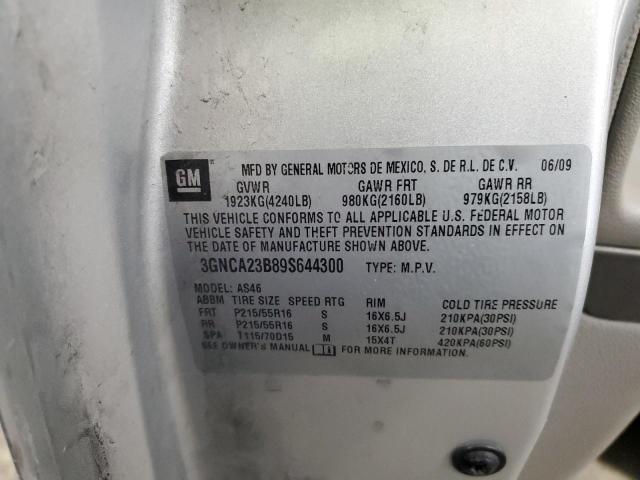 GM MFD BY GENERAL MOTORS DE MEXICO, S. DE R.L. DE C.V. 06/09
GVWR GAWR FRT GAWR RR
1923KG(4240LB) 980KG(2160LB) 979KG(2158LB)
THIS VEHICLE CONFORMS TO ALL APPLICABLE U.S. FEDERAL MOTOR
VEHICLE SAFETY AND THEFT PREVENTION STANDARDS IN EFFECT
ON THE DATE OF MANUFACTURE SHOWN ABOVE.
3GNCA23B89S644300 TYPE: M.P.V.
MODEL: AS46
ABBM TIRE SIZE SPEED RTG RIM COLD TIRE PRESSURE
FRT P215/55R16 S 16X6.5J 210KPA(30PSI)
RR P215/55R16 S 16X6.5J 210KPA(30PSI)
SPA T115/70D15 M 15X4T 420KPA(60PSI)
SEE OWNER'S MANUAL FOR MORE INFORMATION.